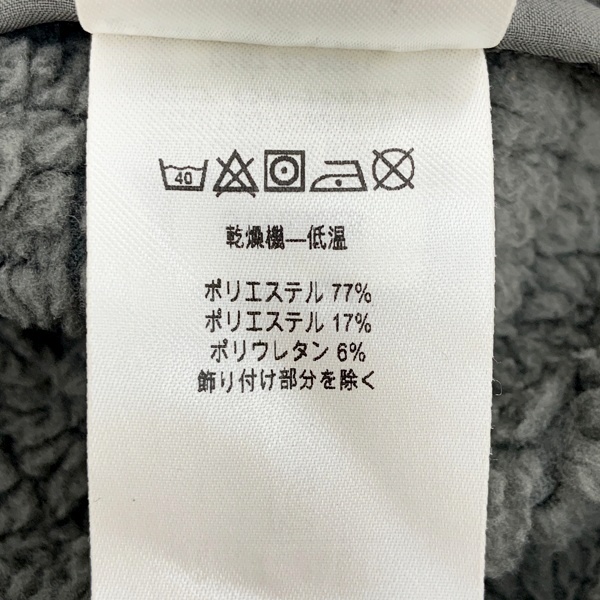 40
乾燥機—低温
ポリエステル 77%
ポリエステル 17%
ポリウレタン 6%
飾り付け部分を除く